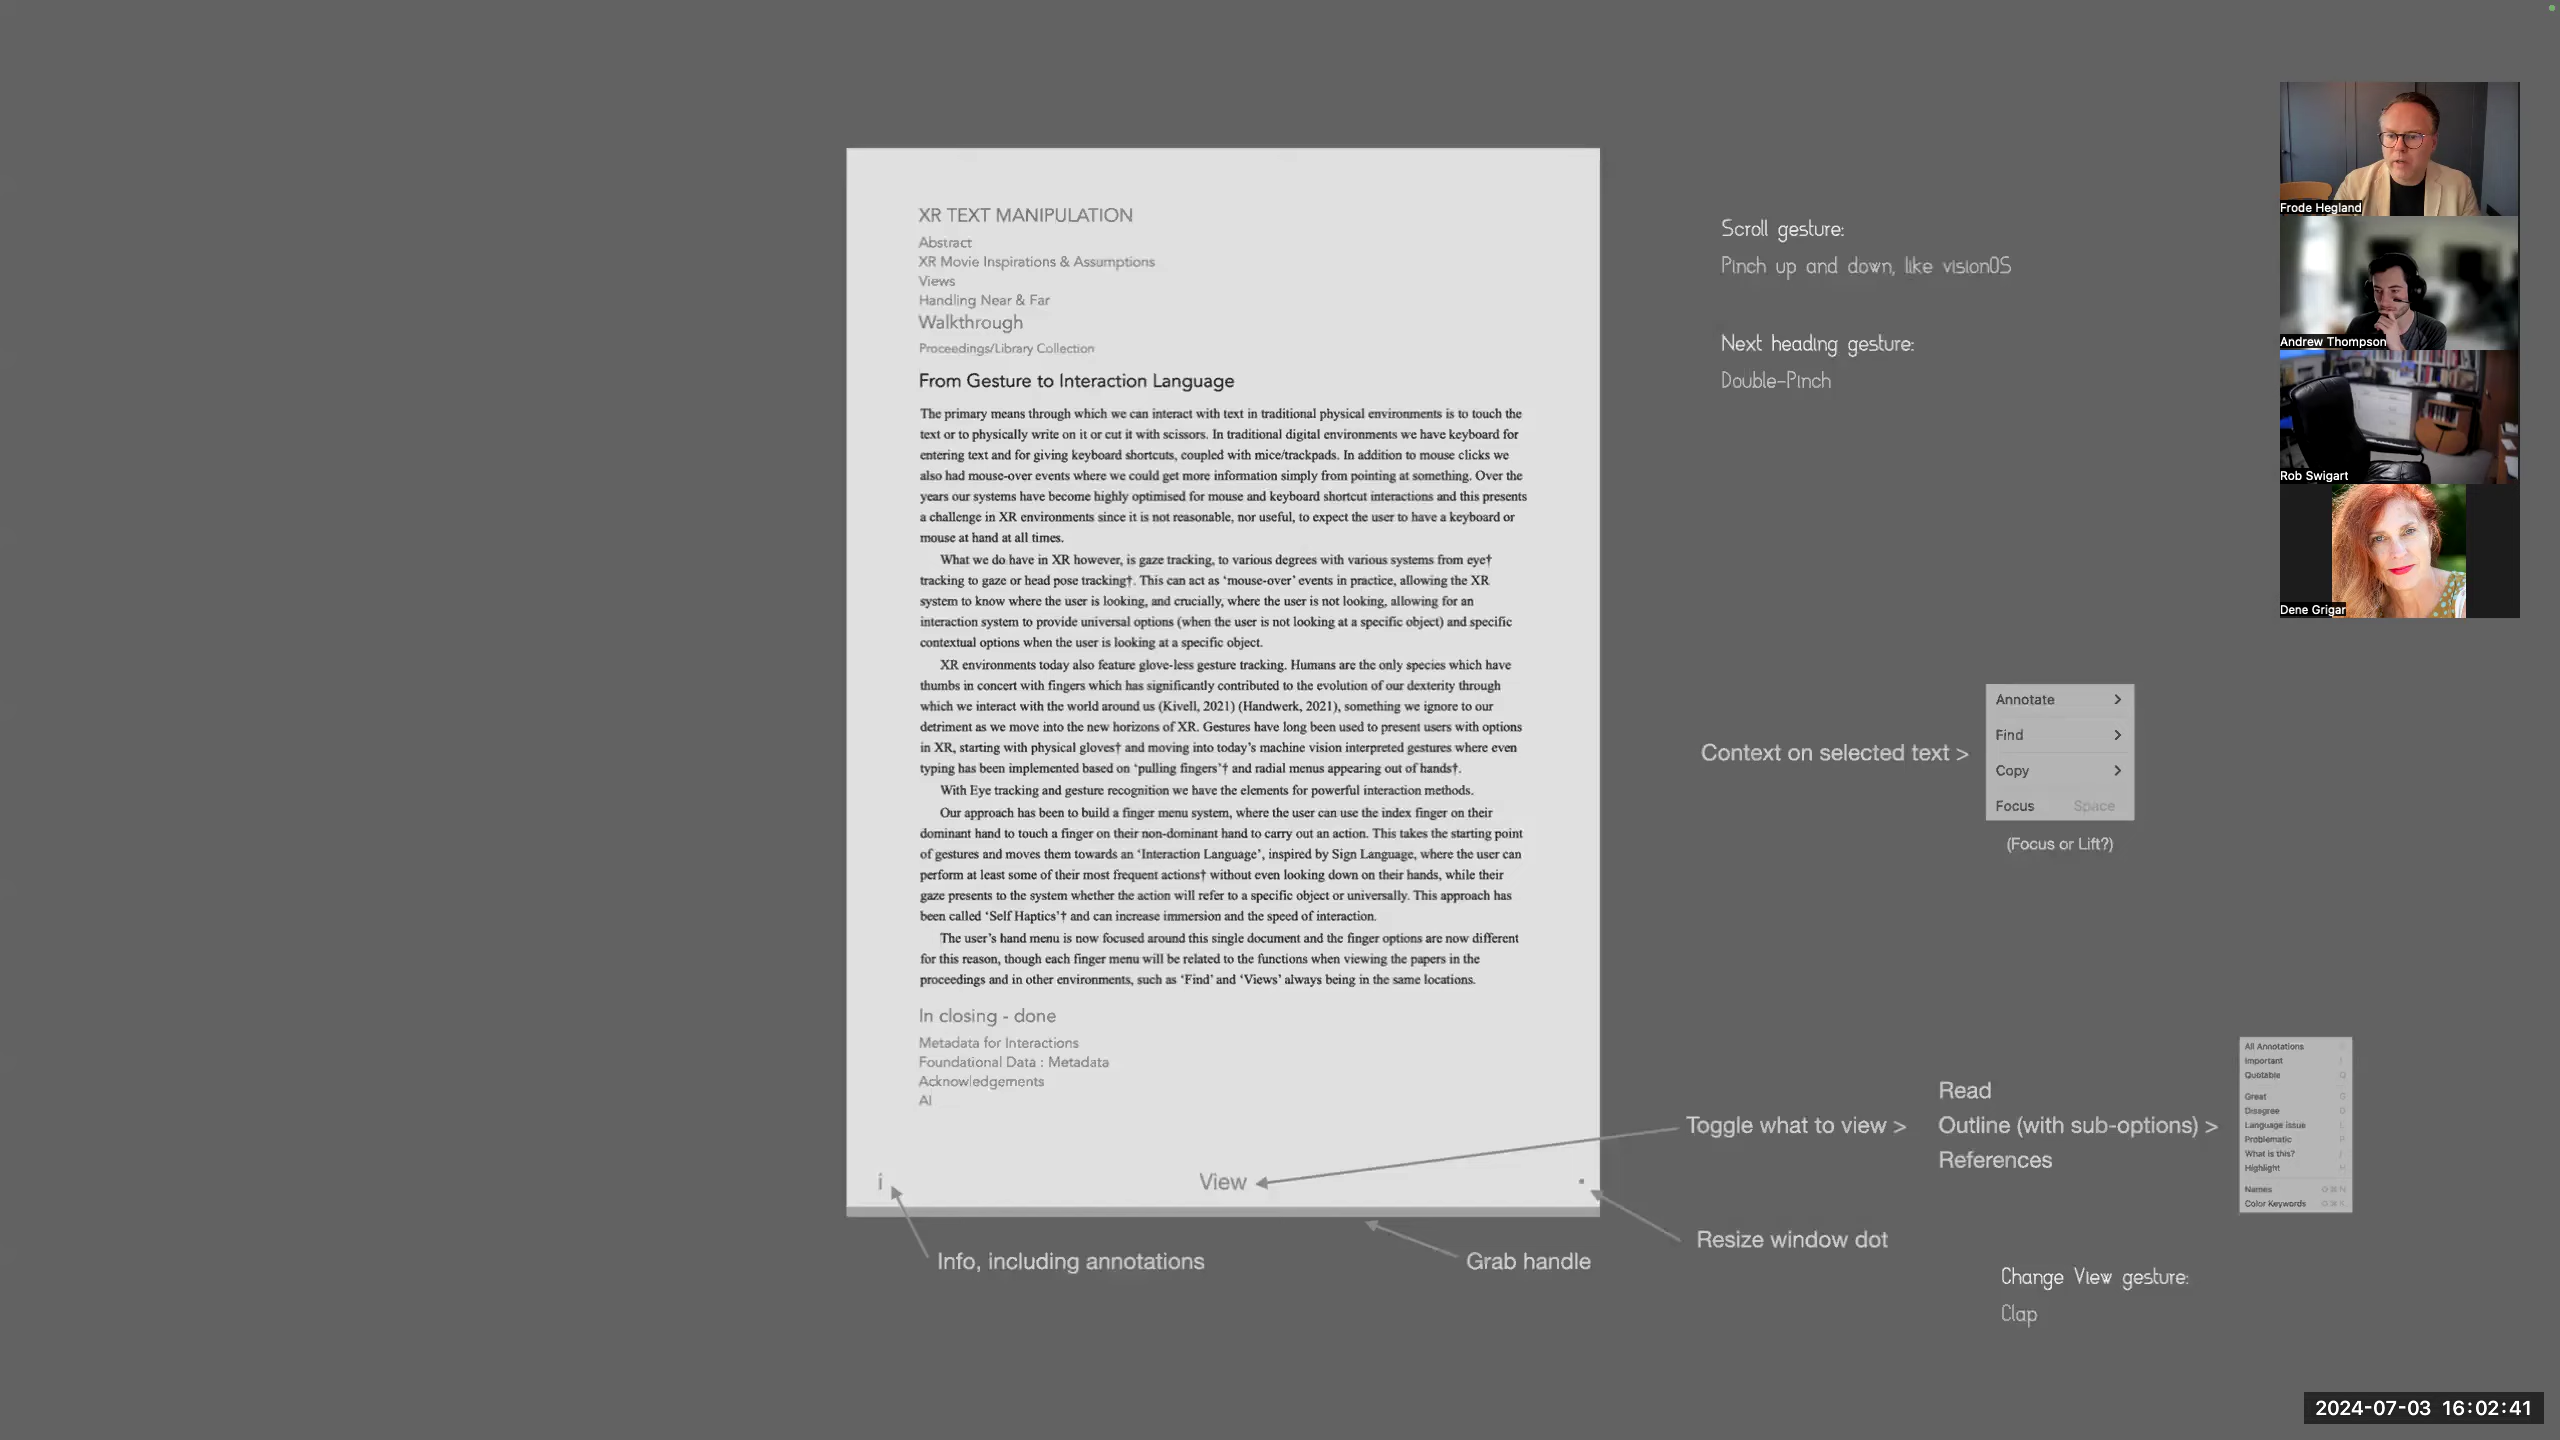 XR TEXT MANIPULATION
Abstract
XR Movie Inspirations & Assumptions
Views
Handling Near & Far
Walkthrough
Proceedings/Library Collection
From Gesture to Interaction Language
The primary means through which we can interact with text in traditional physical environments is to touch the
text or to physically write on it or cut it with scissors. In traditional digital environments we have keyboard for
entering text and for giving keyboard shortcuts, coupled with mice/trackpads. In addition to mouse clicks we
also had mouse-over events where we could get more information simply from pointing at something. Over the
years our systems have become highly optimised for mouse and keyboard shortcut interactions and this presents
a challenge in XR environments since it is not reasonable, nor useful, to expect the user to have a keyboard or
mouse at hand at all times.
What we do have in XR however, is gaze tracking, to various degrees with various systems from eye†
tracking to gaze or head pose tracking†. This can act as ‘mouse-over’ events in practice, allowing the XR
system to know where the user is looking, and crucially, where the user is not looking, allowing for an
interaction system to provide universal options (when the user is not looking at a specific object) and specific
contextual options when the user is looking at a specific object.
XR environments today also feature glove-less gesture tracking. Humans are the only species which have
thumbs in concert with fingers which has significantly contributed to the evolution of our dexterity through
which we interact with the world around us (Kivell, 2021) (Handwerk, 2021), something we ignore to our
detriment as we move into the new horizons of XR. Gestures have long been used to present users with options
in XR, starting with physical gloves† and moving into today’s machine vision interpreted gestures where even
typing has been implemented based on ‘pulling fingers’† and radial menus appearing out of hands†.
With Eye tracking and gesture recognition we have the elements for powerful interaction methods.
Our approach has been to build a finger menu system, where the user can use the index finger on their
dominant hand to touch a finger on their non-dominant hand to carry out an action. This takes the starting point
of gestures and moves them towards an ‘Interaction Language’, inspired by Sign Language, where the user can
perform at least some of their most frequent actions† without even looking down on their hands, while their
gaze presents to the system whether the action will refer to a specific object or universally. This approach has
been called ‘Self Haptics’† and can increase immersion and the speed of interaction.
The user’s hand menu is now focused around this single document and the finger options are now different
for this reason, though each finger menu will be related to the functions when viewing the papers in the
proceedings and in other environments, such as ‘Find’ and ‘Views’ always being in the same locations.
In closing - done
Metadata for Interactions
Foundational Data : Metadata
Acknowledgements
AI
i
View
Info, including annotations
Grab handle
Scroll gesture:
Pinch up and down, like visionOS
Next heading gesture:
Double-Pinch
Context on selected text >
Annotate >
Find >
Copy >
Focus Space
(Focus or Lift?)
Toggle what to view >
Read
Outline (with sub-options) >
References
All Annotations
Important !
Quotable Q
Great G
Disagree D
Language issue L
Problematic P
What is this?
Highlight H
Names
Color Keywords
Resize window dot
Change View gesture:
Clap
Frode Hegland
Andrew Thompson
Rob Swigart
Dene Grigar
2024-07-03 16:02:41